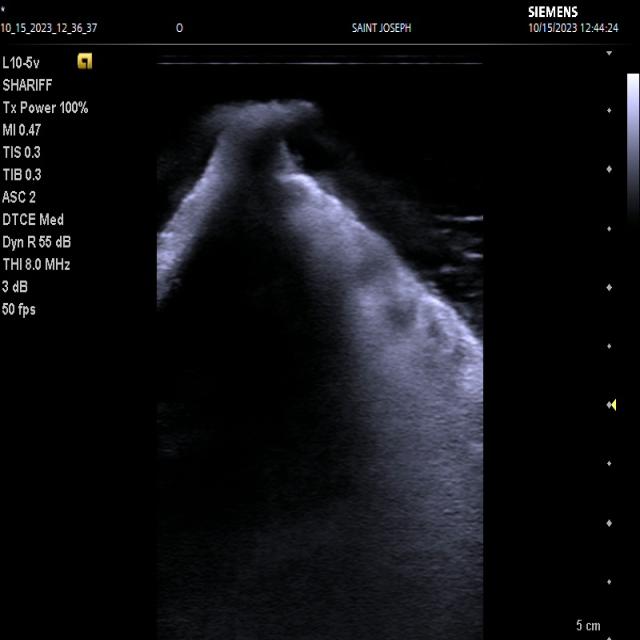 *
SIEMENS
10_15_2023_12_36_37 O SAINT JOSEPH 10/15/2023 12:44:24
L10-5v
SHARIFF
Tx Power 100%
MI 0.47
TIS 0.3
TIB 0.3
ASC 2
DTCE Med
Dyn R 55 dB
THI 8.0 MHz
3 dB
50 fps
5 cm